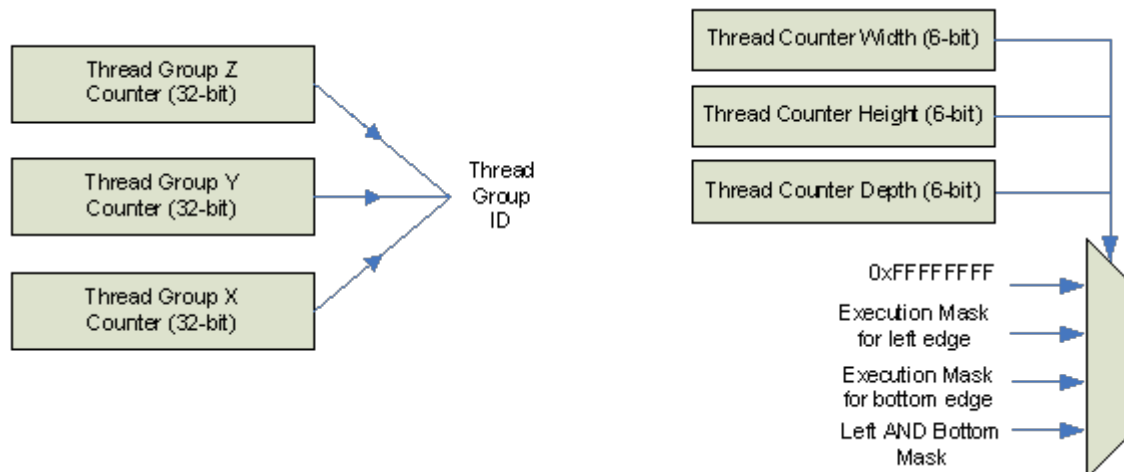 Thread Group Z
Counter (32-bit)
Thread Group Y
Counter (32-bit)
Thread Group X
Counter (32-bit)
Thread
Group
ID
Thread Counter Width (6-bit)
Thread Counter Height (6-bit)
Thread Counter Depth (6-bit)
0xFFFFFFFF
Execution Mask
for left edge
Execution Mask
for bottom edge
Left AND Bottom
Mask